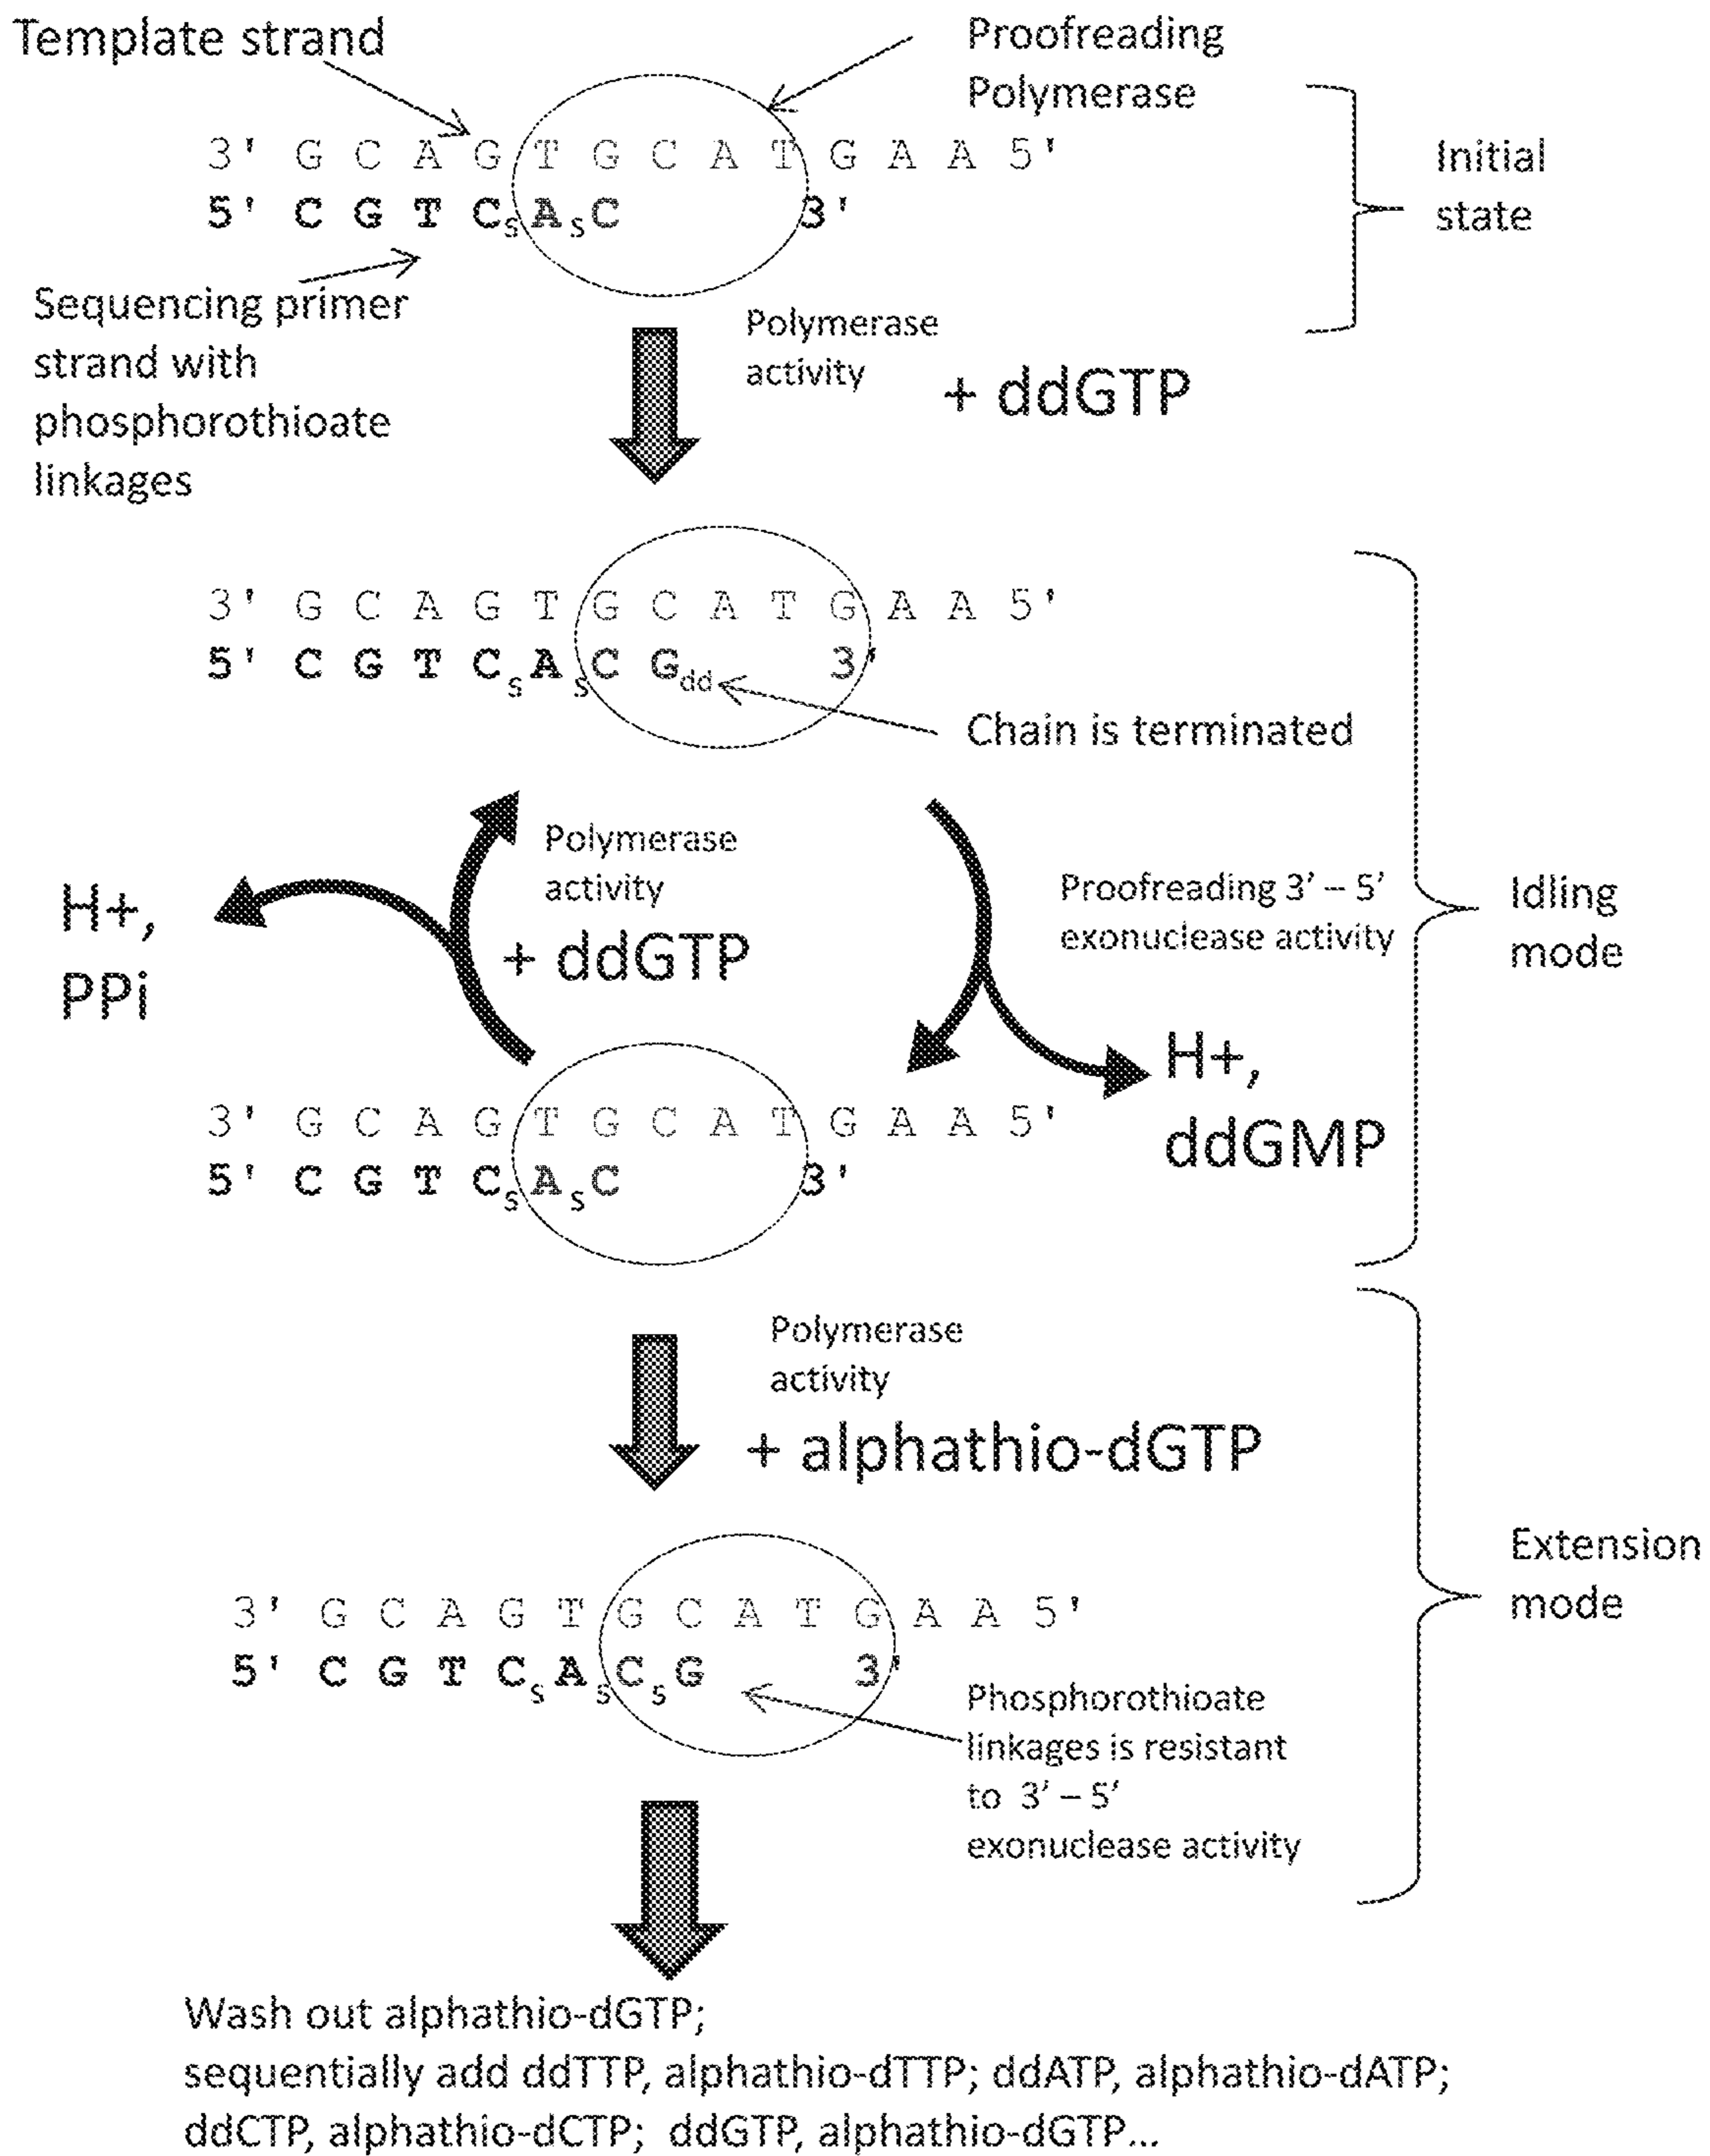 Template strand
Proofreading
Polymerase
3' G C A G T G C A T G A A 5'
5' C G T CsAsC 3'
Initial
state
Sequencing primer
strand with
phosphorothioate
linkages
Polymerase
activity
+ ddGTP
3' G C A G T G C A T G A A 5'
5' C G T CsAsC Gdd 3'
Chain is terminated
Polymerase
activity
+ ddGTP
H+,
PPi
Proofreading 3’ – 5’
exonuclease activity
Idling
mode
H+,
ddGMP
3' G C A G T G C A T G A A 5'
5' C G T CsAsC 3'
Polymerase
activity
+ alphathio-dGTP
3' G C A G T G C A T G A A 5'
5' C G T CsAsCsG 3'
Extension
mode
Phosphorothioate
linkages is resistant
to 3’ – 5’
exonuclease activity
Wash out alphathio-dGTP;
sequentially add ddTTP, alphathio-dTTP; ddATP, alphathio-dATP;
ddCTP, alphathio-dCTP; ddGTP, alphathio-dGTP...